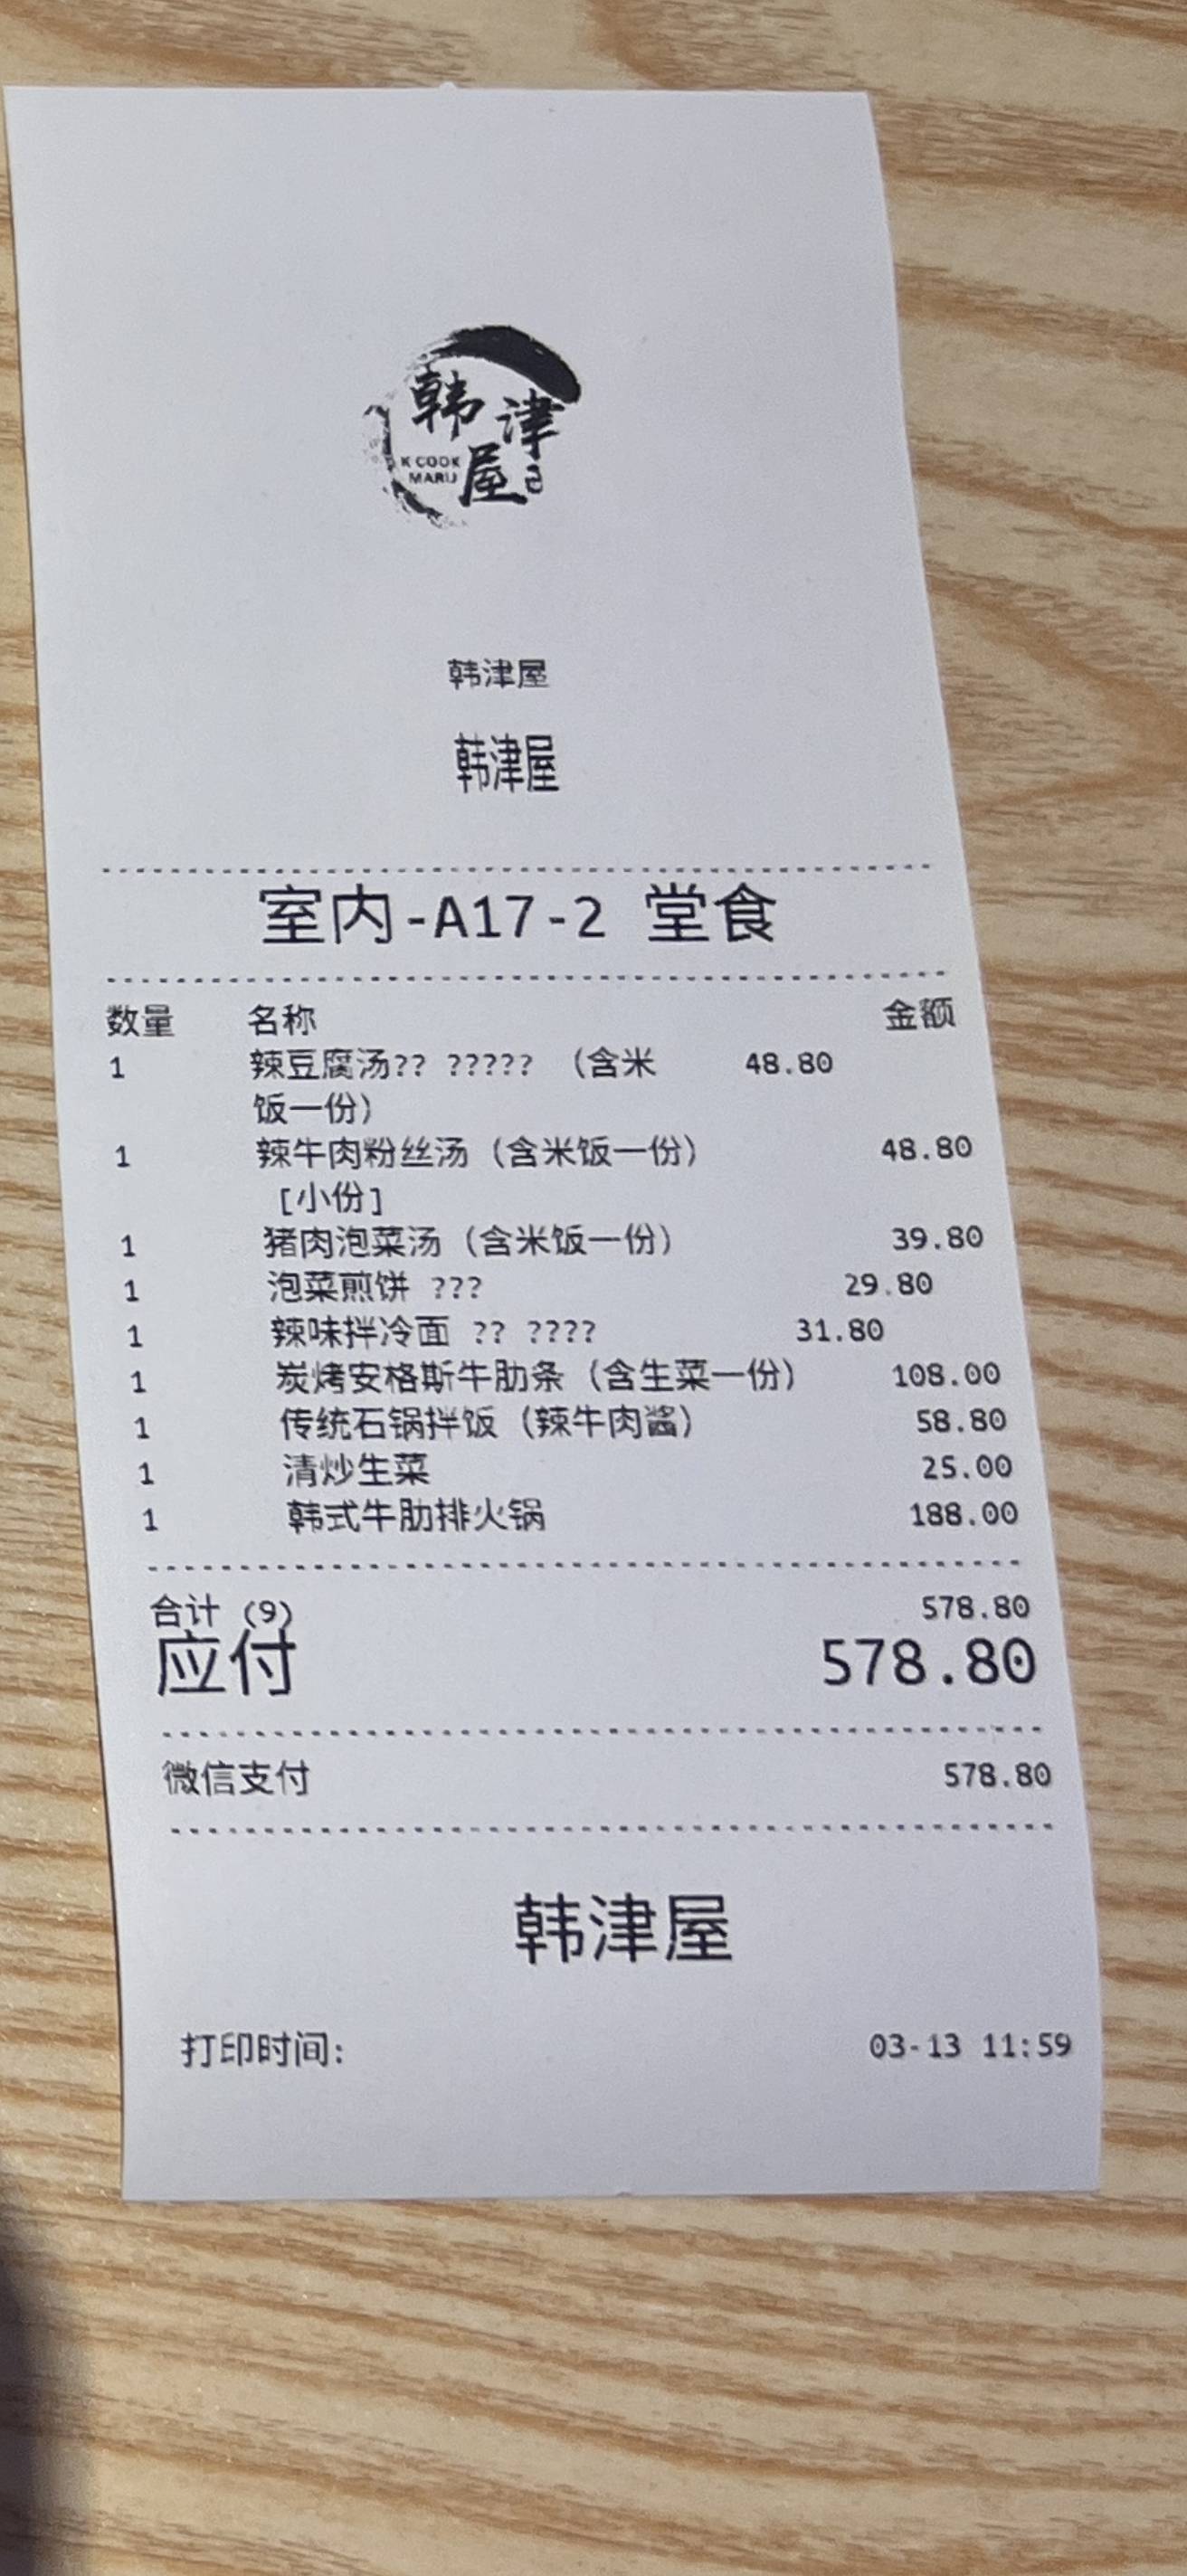 韩津
K COOK 屋
MARU
韩津屋
韩津屋
室内-A17-2 堂食
数量 名称 金额
1 辣豆腐汤?? ????? （含米 48.80
饭一份）
1 辣牛肉粉丝汤（含米饭一份） 48.80
[小份]
1 猪肉泡菜汤（含米饭一份） 39.80
1 泡菜煎饼 ??? 29.80
1 辣味拌冷面 ?? ???? 31.80
1 炭烤安格斯牛肋条（含生菜一份） 108.00
1 传统石锅拌饭（辣牛肉酱） 58.80
1 清炒生菜 25.00
1 韩式牛肋排火锅 188.00
合计 (9) 578.80
应付 578.80
微信支付 578.80
韩津屋
打印时间: 03-13 11:59